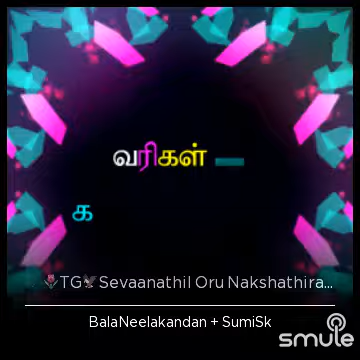 வரிகள்
க
🌷TG🕊Sevaanathil Oru Nakshathira...
BalaNeelakandan + SumiSk
smule